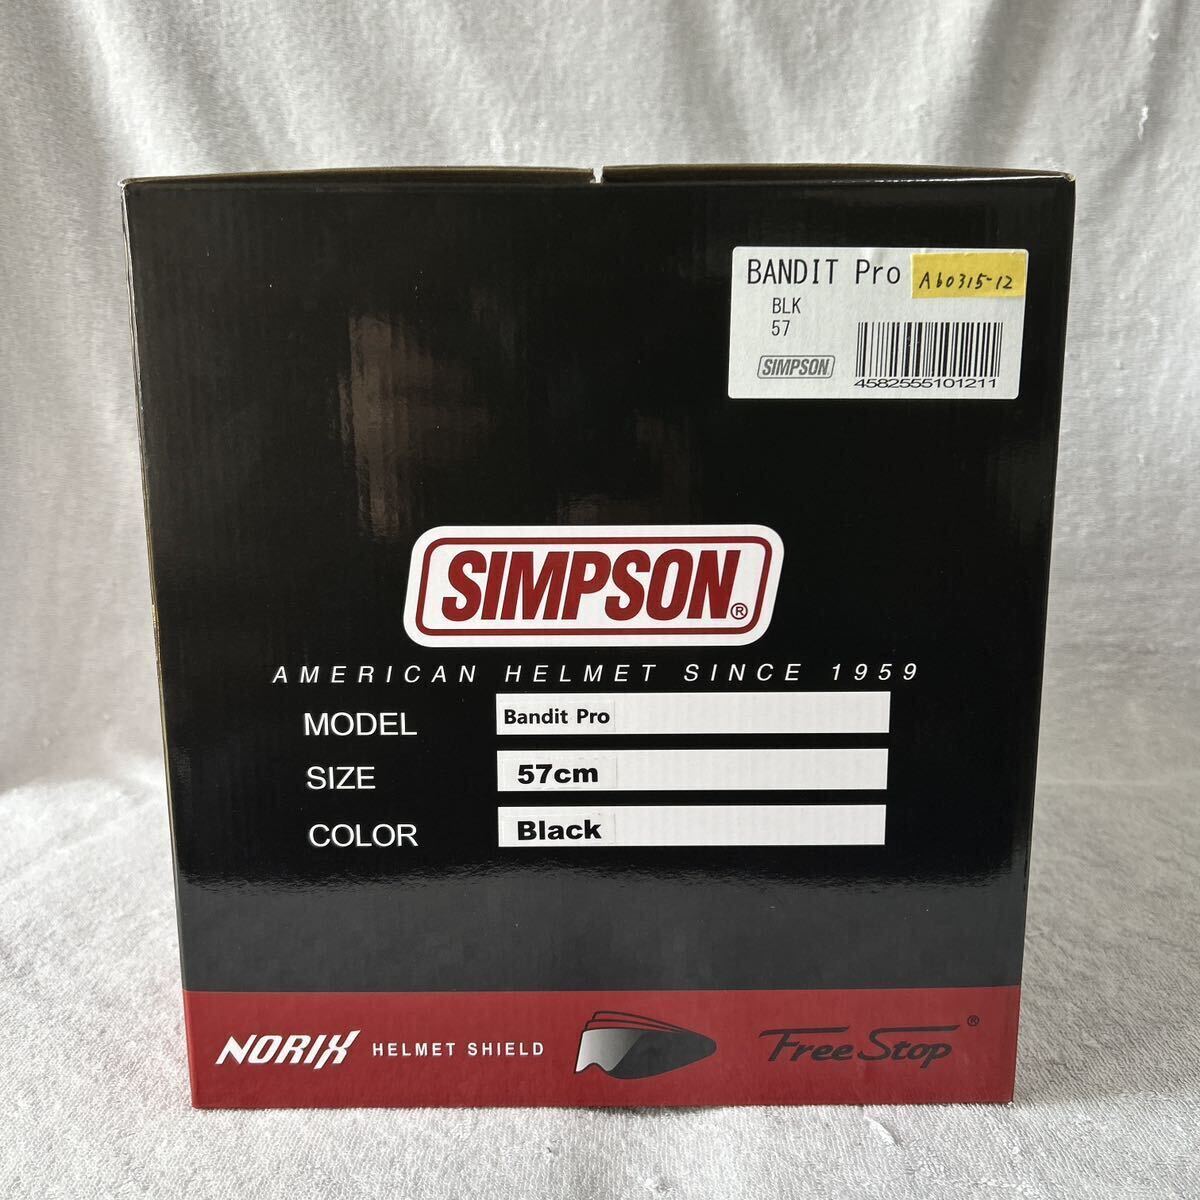 BANDIT Pro
Ab0315-12
BLK
57
SIMPSON
4582555101211
SIMPSON®
AMERICAN HELMET SINCE 1959
MODEL Bandit Pro
SIZE 57cm
COLOR Black
NORIX HELMET SHIELD
Free Stop®